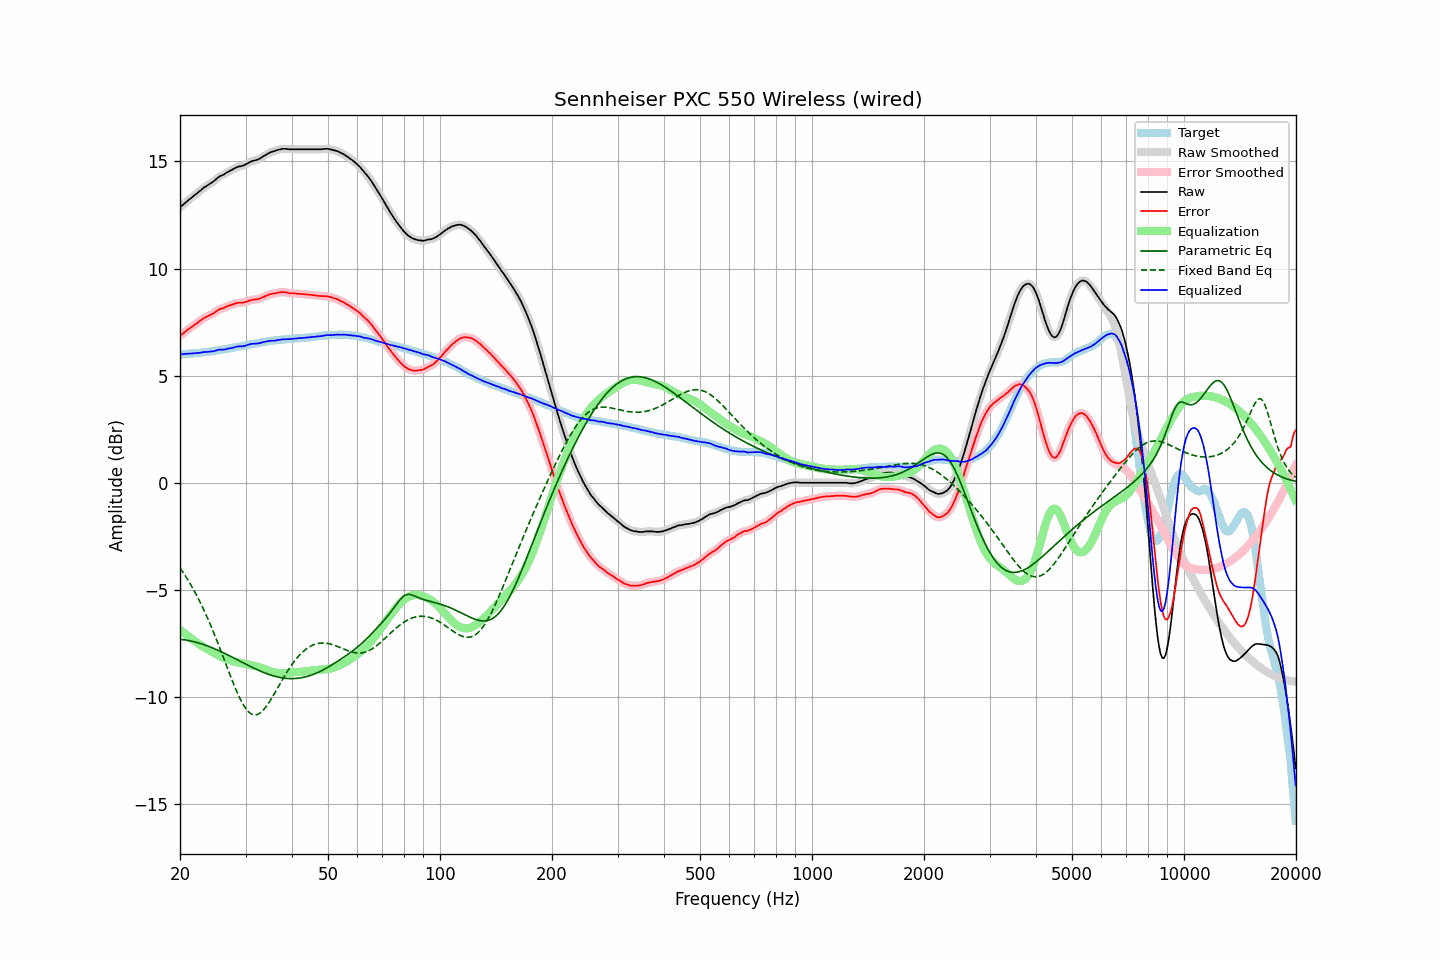 Sennheiser PXC 550 Wireless (wired)
Target
Raw Smoothed
Error Smoothed
Raw
Error
Equalization
Parametric Eq
Fixed Band Eq
Equalized
Amplitude (dBr)
15
10
5
0
−5
−10
−15
20 50 100 200 500 1000 2000 5000 10000 20000
Frequency (Hz)